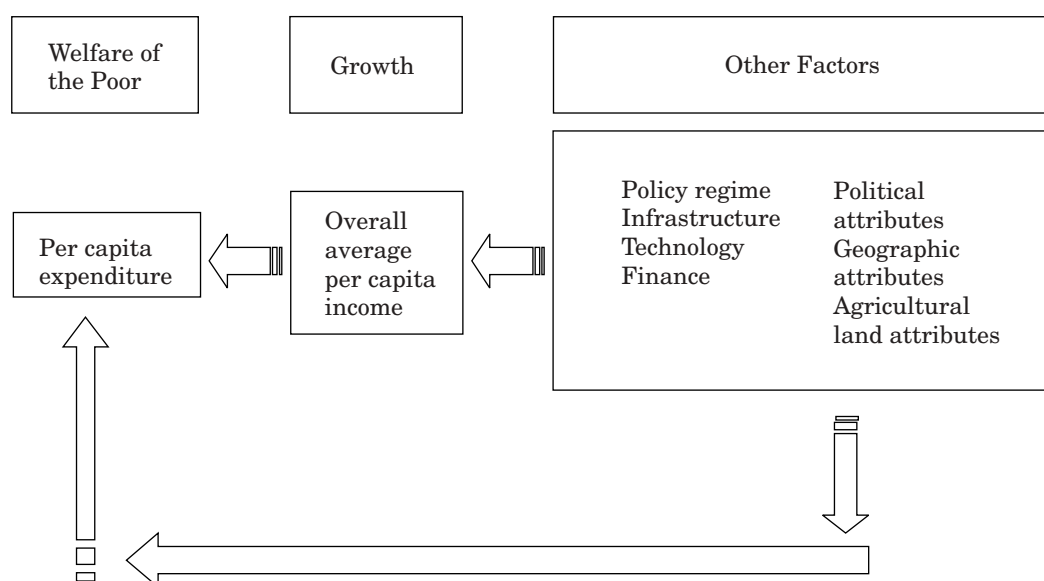 Welfare of
the Poor
Growth
Other Factors
Per capita
expenditure
Overall
average
per capita
income
Policy regime
Infrastructure
Technology
Finance
Political
attributes
Geographic
attributes
Agricultural
land attributes